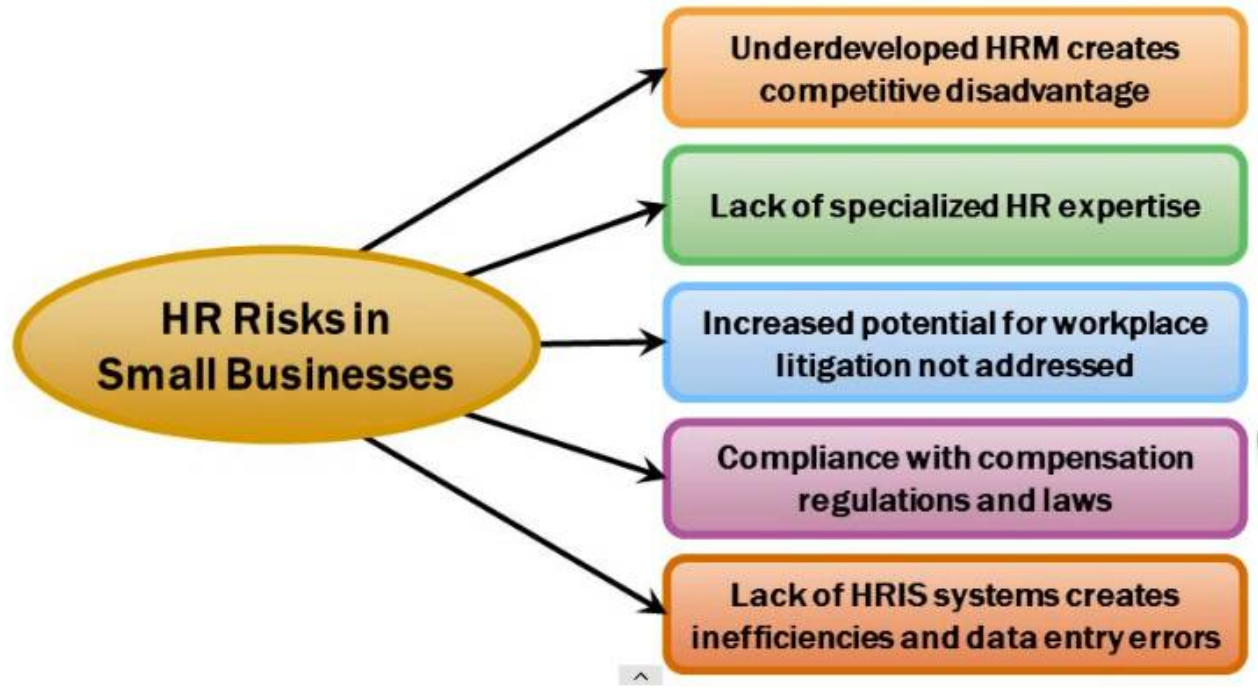 HR Risks in
Small Businesses
Underdeveloped HRM creates
competitive disadvantage
Lack of specialized HR expertise
Increased potential for workplace
litigation not addressed
Compliance with compensation
regulations and laws
Lack of HRIS systems creates
inefficiencies and data entry errors